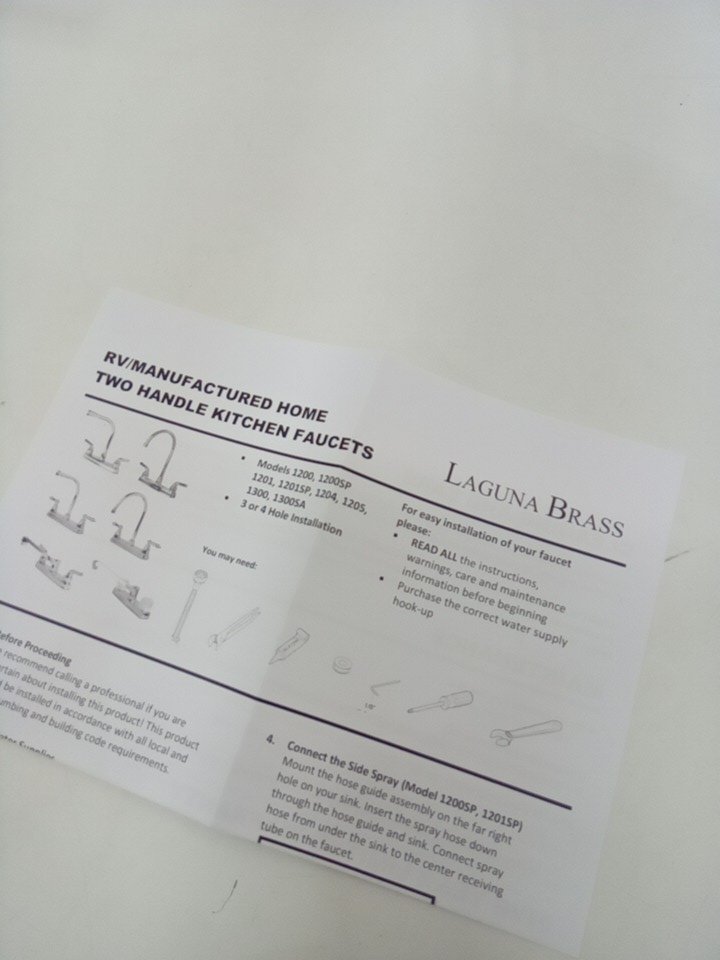 RV/MANUFACTURED HOME
TWO HANDLE KITCHEN FAUCETS
LAGUNA BRASS
• Models 1200, 1200SP
1201, 1201SP, 1204, 1205,
1300, 1300SA
• 3 or 4 Hole Installation
You may need:
For easy installation of your faucet
please:
• READ ALL the instructions,
warnings, care and maintenance
information before beginning
• Purchase the correct water supply
hook-up
1/8"
efore Proceeding
recommend calling a professional if you are
rtain about installing this product! This product
be installed in accordance with all local and
umbing and building code requirements.
4. Connect the Side Spray (Model 1200SP, 1201SP)
Mount the hose guide assembly on the far right
hole on your sink. Insert the spray hose down
through the hose guide and sink. Connect spray
hose from under the sink to the center receiving
tube on the faucet.